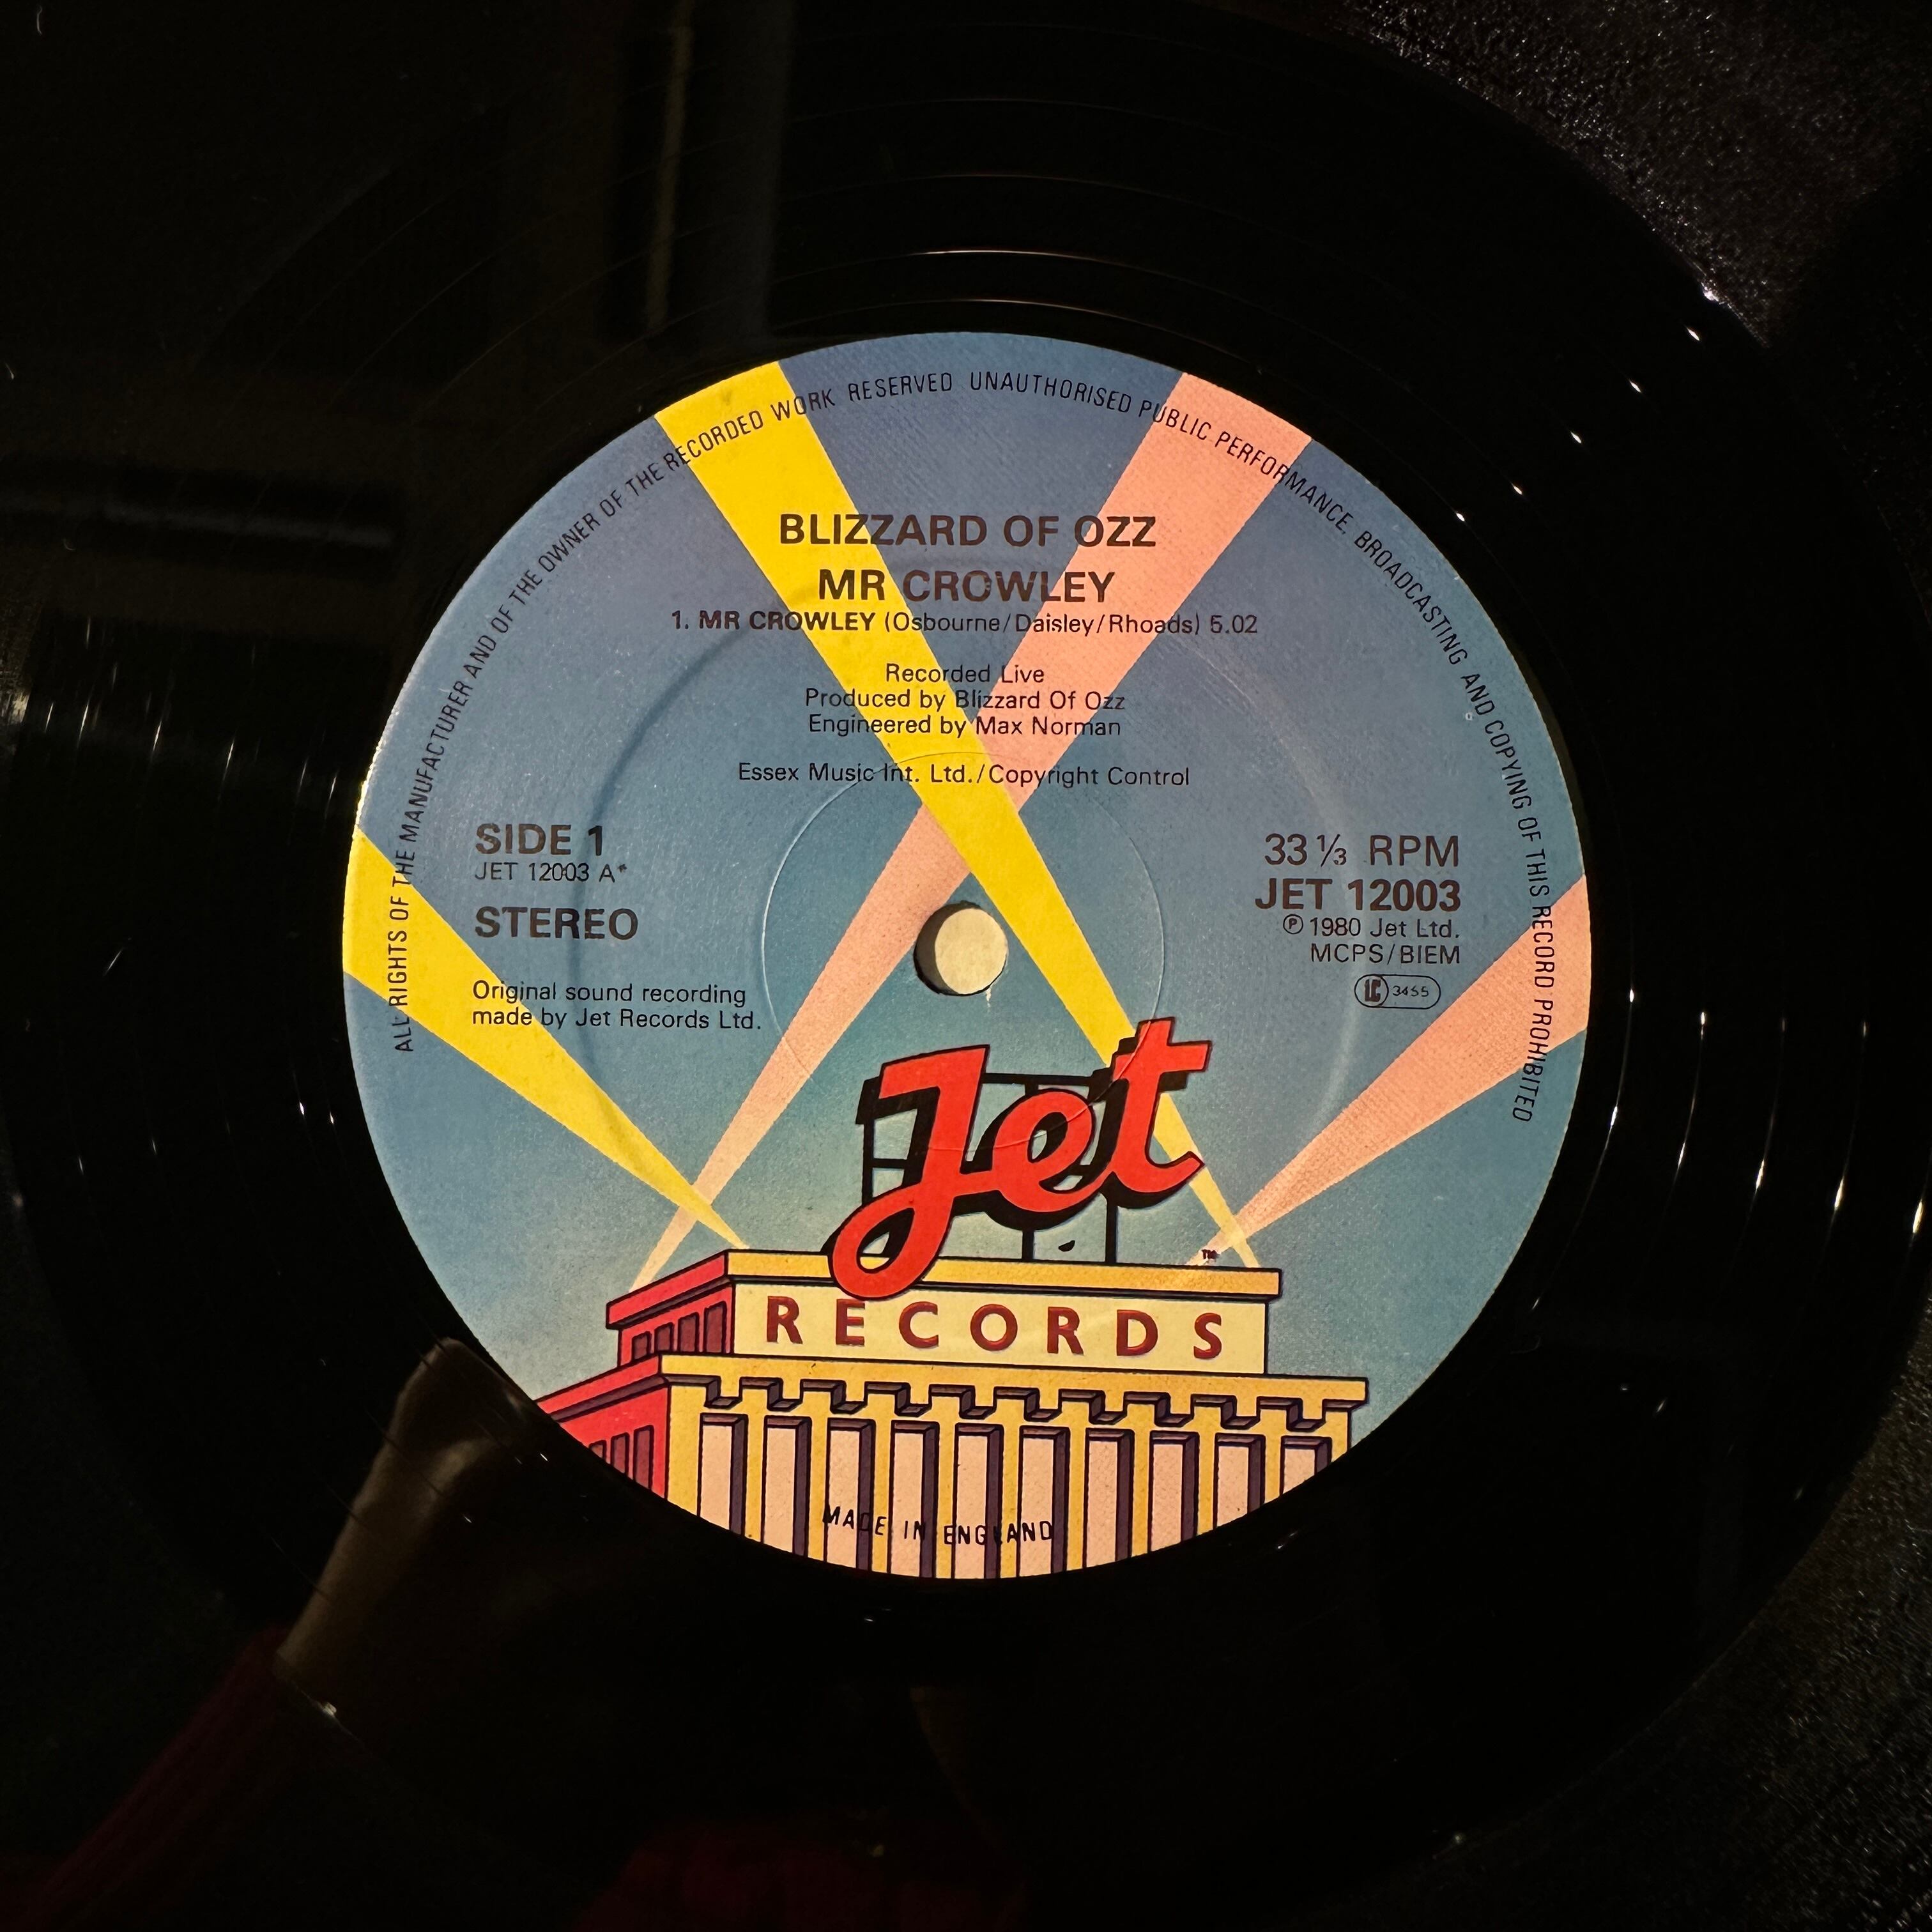 ALL RIGHTS OF THE MANUFACTURER AND OF THE OWNER OF THE RECORDED WORK RESERVED UNAUTHORISED PUBLIC PERFORMANCE. BROADCASTING AND COPYING OF THIS RECORD PROHIBITED
BLIZZARD OF OZZ
MR CROWLEY
1. MR CROWLEY (Osbourne/Daisley/Rhoads) 5.02
Recorded Live
Produced by Blizzard Of Ozz
Engineered by Max Norman
Essex Music Int. Ltd./Copyright Control
SIDE 1
JET 12003 A*
STEREO
Original sound recording
made by Jet Records Ltd.
33 ⅓ RPM
JET 12003
℗ 1980 Jet Ltd.
MCPS/BIEM
LC 3455
Jet
TM
RECORDS
MADE IN ENGLAND